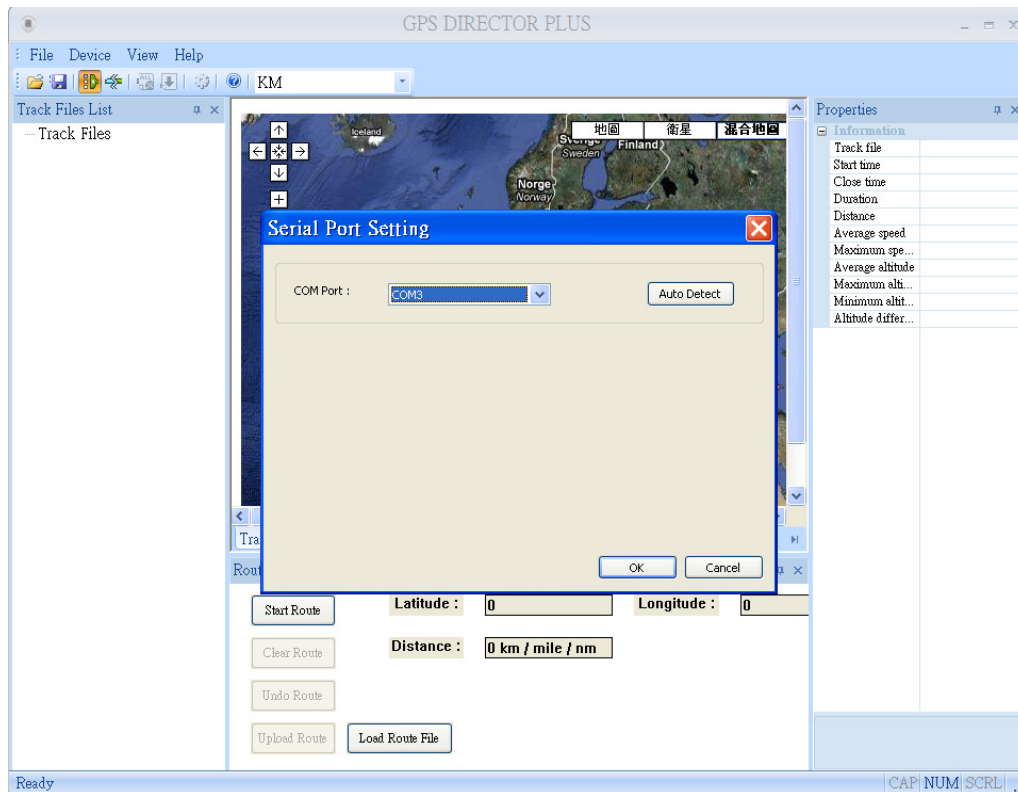 GPS DIRECTOR PLUS
File Device View Help
KM
Track Files List
Track Files
Iceland
地圖 衛星 混合地圖
Sverige
Sweden
Finland
Norge
Norway
Properties
Information
Track file
Start time
Close time
Duration
Distance
Average speed
Maximum spe...
Average altitude
Maximum alti...
Minimum altit...
Altitude differ...
Serial Port Setting
COM Port : COM3 Auto Detect
OK Cancel
Tra
Rout
Start Route Latitude : 0 Longitude : 0
Clear Route Distance : 0 km / mile / nm
Undo Route
Upload Route Load Route File
Ready CAP NUM SCRL